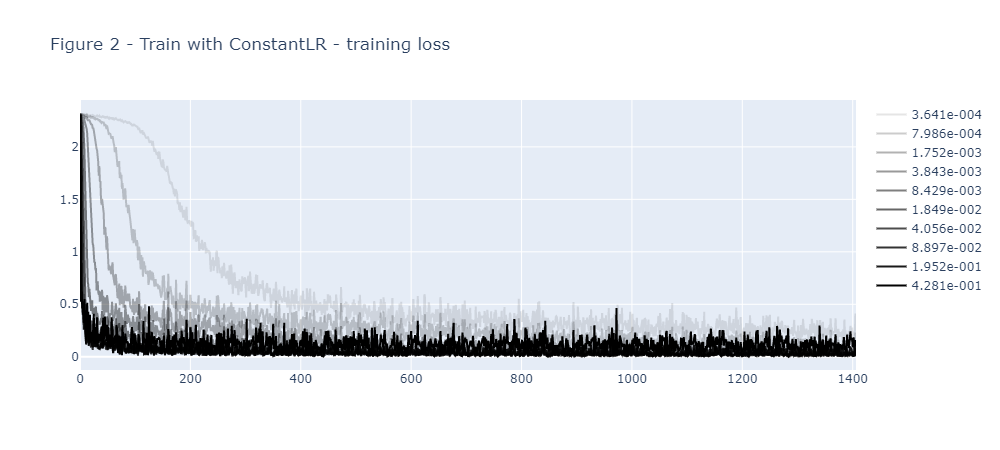 Figure 2 - Train with ConstantLR - training loss
2
1.5
1
0.5
0
0 200 400 600 800 1000 1200 1400
3.641e-004
7.986e-004
1.752e-003
3.843e-003
8.429e-003
1.849e-002
4.056e-002
8.897e-002
1.952e-001
4.281e-001